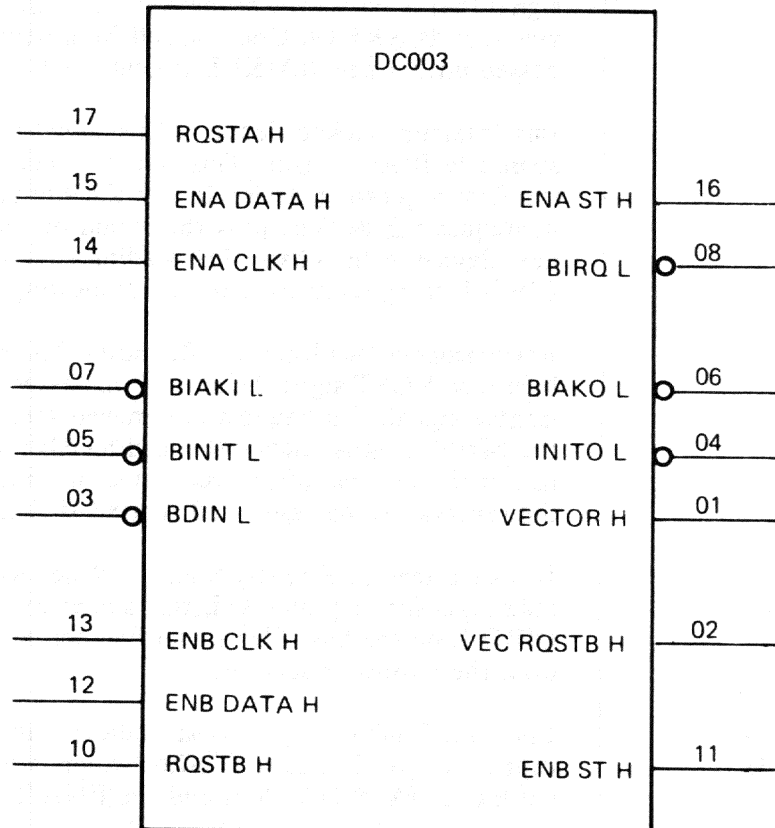 DC003
17 RQSTA H
15 ENA DATA H ENA ST H 16
14 ENA CLK H BIRQ L 08
07 BIAKI L BIAKO L 06
05 BINIT L INITO L 04
03 BDIN L VECTOR H 01
13 ENB CLK H VEC RQSTB H 02
12 ENB DATA H
10 RQSTB H ENB ST H 11